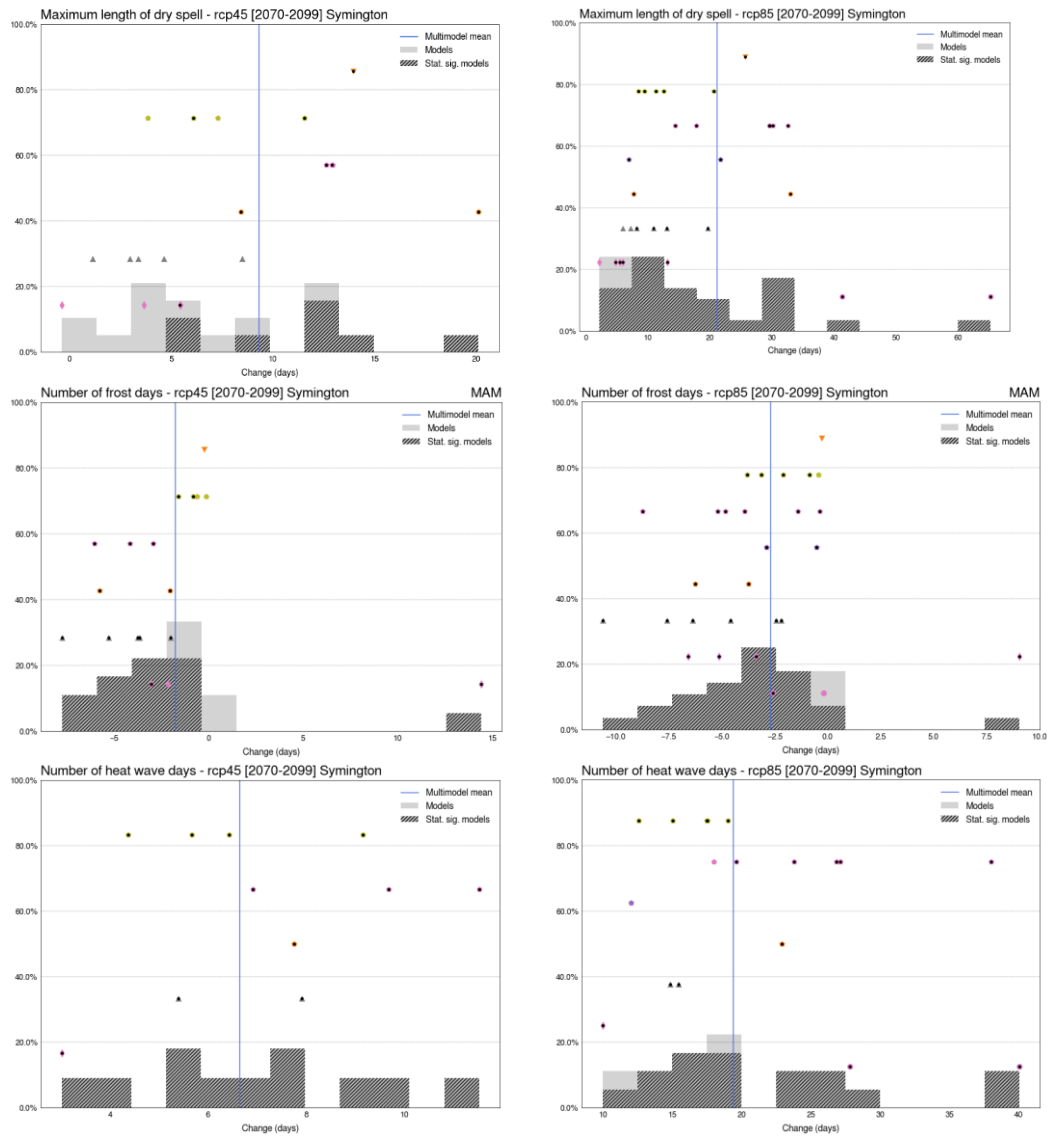 Maximum length of dry spell - rcp45 [2070-2099] Symington
100.0%
80.0%
60.0%
40.0%
20.0%
0.0%
Multimodel mean
Models
Stat. sig. models
0 5 10 15 20
Change (days)
Maximum length of dry spell - rcp85 [2070-2099] Symington
100.0%
80.0%
60.0%
40.0%
20.0%
0.0%
Multimodel mean
Models
Stat. sig. models
0 10 20 30 40 50 60
Change (days)
Number of frost days - rcp45 [2070-2099] Symington MAM
100.0%
80.0%
60.0%
40.0%
20.0%
0.0%
Multimodel mean
Models
Stat. sig. models
−5 0 5 10 15
Change (days)
Number of frost days - rcp85 [2070-2099] Symington MAM
100.0%
80.0%
60.0%
40.0%
20.0%
0.0%
Multimodel mean
Models
Stat. sig. models
−10.0 −7.5 −5.0 −2.5 0.0 2.5 5.0 7.5 10.0
Change (days)
Number of heat wave days - rcp45 [2070-2099] Symington
100.0%
80.0%
60.0%
40.0%
20.0%
0.0%
Multimodel mean
Models
Stat. sig. models
4 6 8 10
Change (days)
Number of heat wave days - rcp85 [2070-2099] Symington
100.0%
80.0%
60.0%
40.0%
20.0%
0.0%
Multimodel mean
Models
Stat. sig. models
10 15 20 25 30 35 40
Change (days)